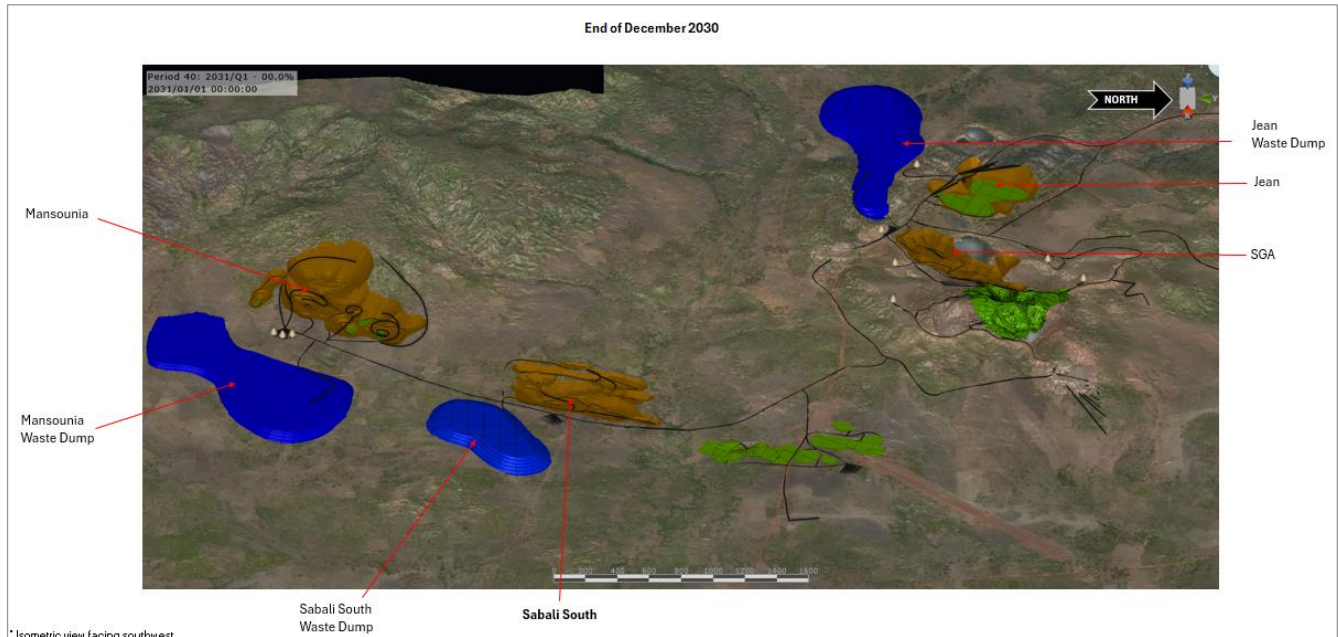 End of December 2030
Period 40: 2031/Q1 - 00.0%
2031/01/01 00:00:00
NORTH
Z
Y
Jean
Waste Dump
Jean
SGA
Mansounia
Mansounia
Waste Dump
0 200 400 600 800 1000 1200 1400 1600
Sabali South
Waste Dump
Sabali South
* Isometric view facing southwest